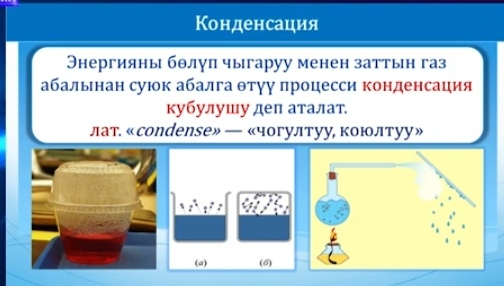 Конденсация
Энергияны бөлүп чыгаруу менен заттын газ
абалынан суюк абалга өтүү процесси конденсация
кубулушу деп аталат.
лат. «condense» — «чогултуу, коюлтуу»
(а) (б)